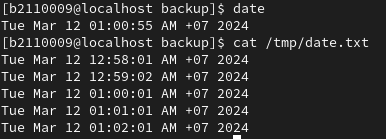 [b2110009@localhost backup]$ date
Tue Mar 12 01:00:55 AM +07 2024
[b2110009@localhost backup]$ cat /tmp/date.txt
Tue Mar 12 12:58:01 AM +07 2024
Tue Mar 12 12:59:02 AM +07 2024
Tue Mar 12 01:00:01 AM +07 2024
Tue Mar 12 01:01:01 AM +07 2024
Tue Mar 12 01:02:01 AM +07 2024